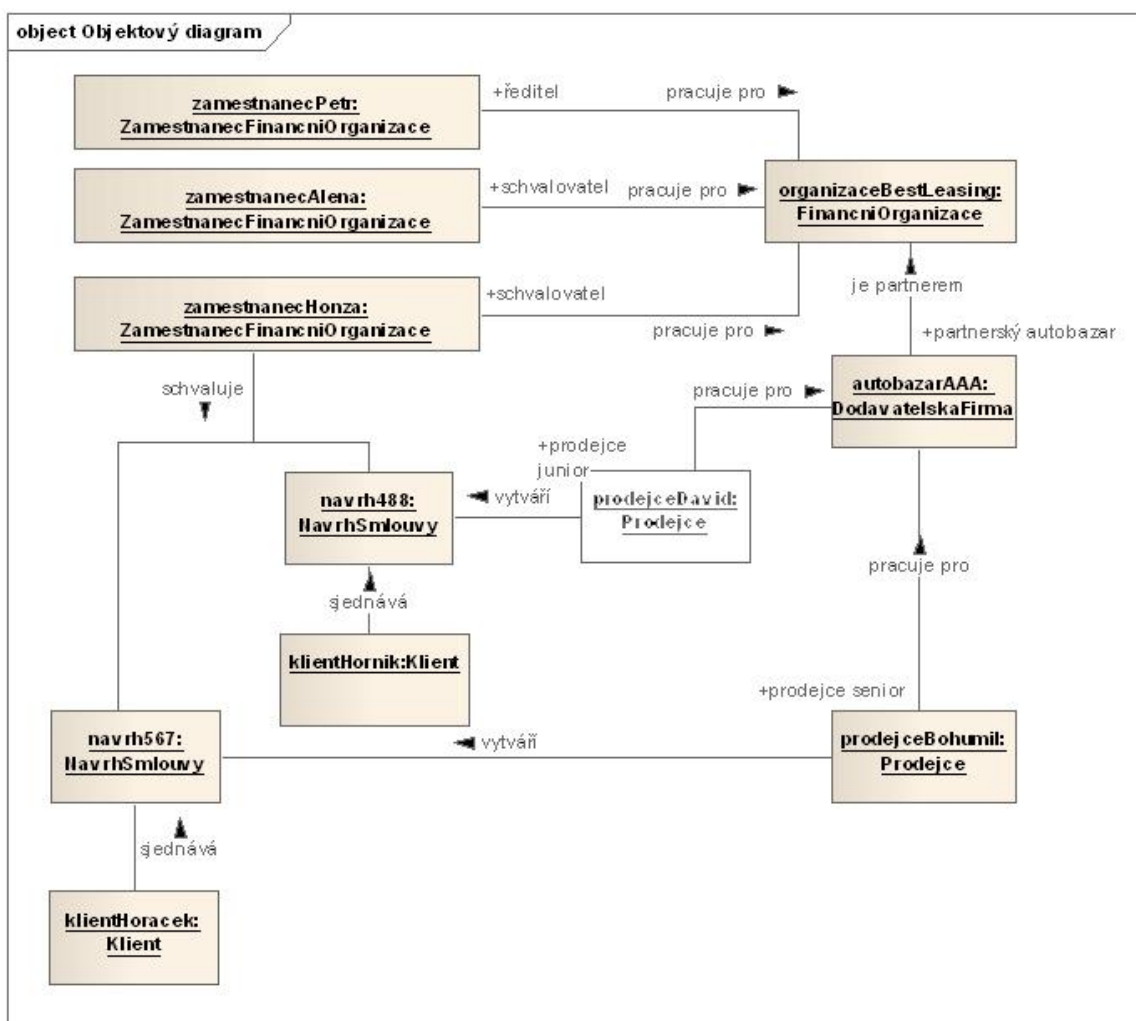 object Objektový diagram
zamestnanecPetr:
ZamestnanecFinancniOrganizace
+ředitel
pracuje pro
zamestnanecAlena:
ZamestnanecFinancniOrganizace
+schvalovatel
pracuje pro
organizaceBestLeasing:
FinancniOrganizace
zamestnanecHonza:
ZamestnanecFinancniOrganizace
+schvalovatel
pracuje pro
je partnerem
+partnerský autobazar
schvaluje
pracuje pro
autobazarAAA:
DodavatelskaFirma
+prodejce
junior
navrh488:
NavrhSmlouvy
vytváří
prodejceDavid:
Prodejce
pracuje pro
sjednává
klientHornik:Klient
+prodejce senior
navrh567:
NavrhSmlouvy
vytváří
prodejceBohumil:
Prodejce
sjednává
klientHoracek:
Klient